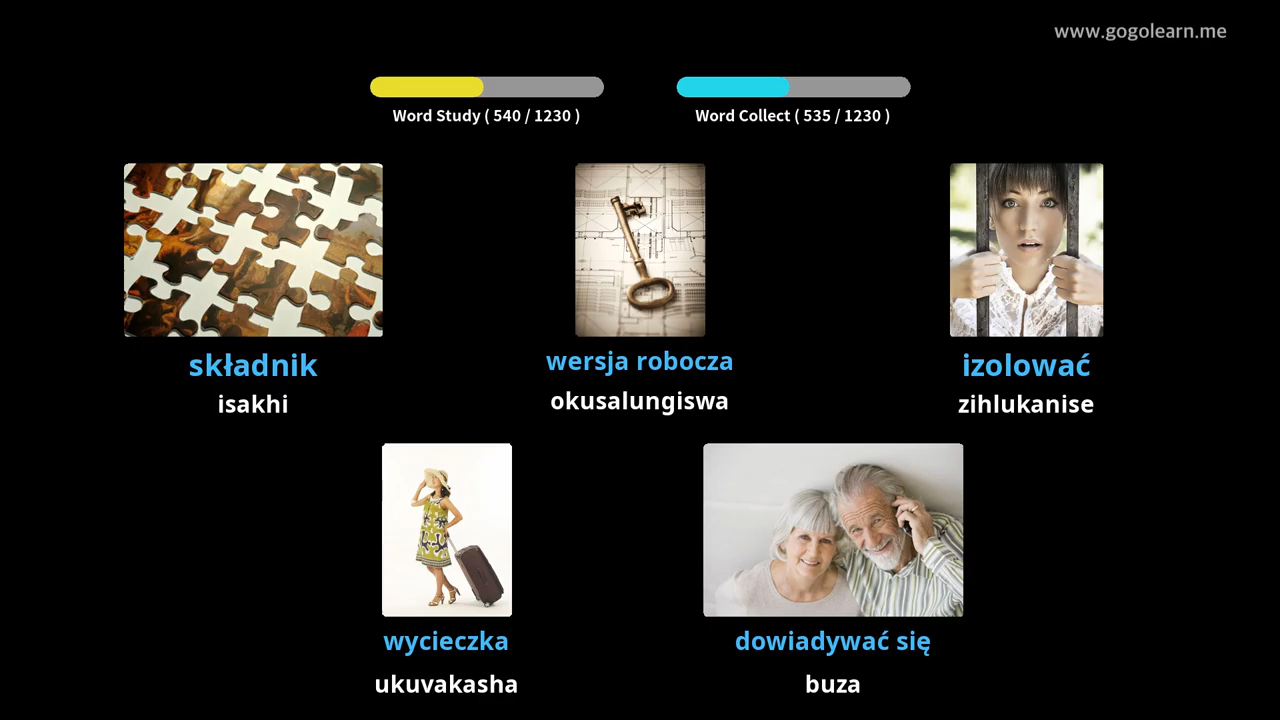 www.gogolearn.me
Word Study ( 540 / 1230 )
Word Collect ( 535 / 1230 )
składnik
isakhi
wersja robocza
okusalungiswa
izolować
zihlukanise
wycieczka
ukuvakasha
dowiadywać się
buza